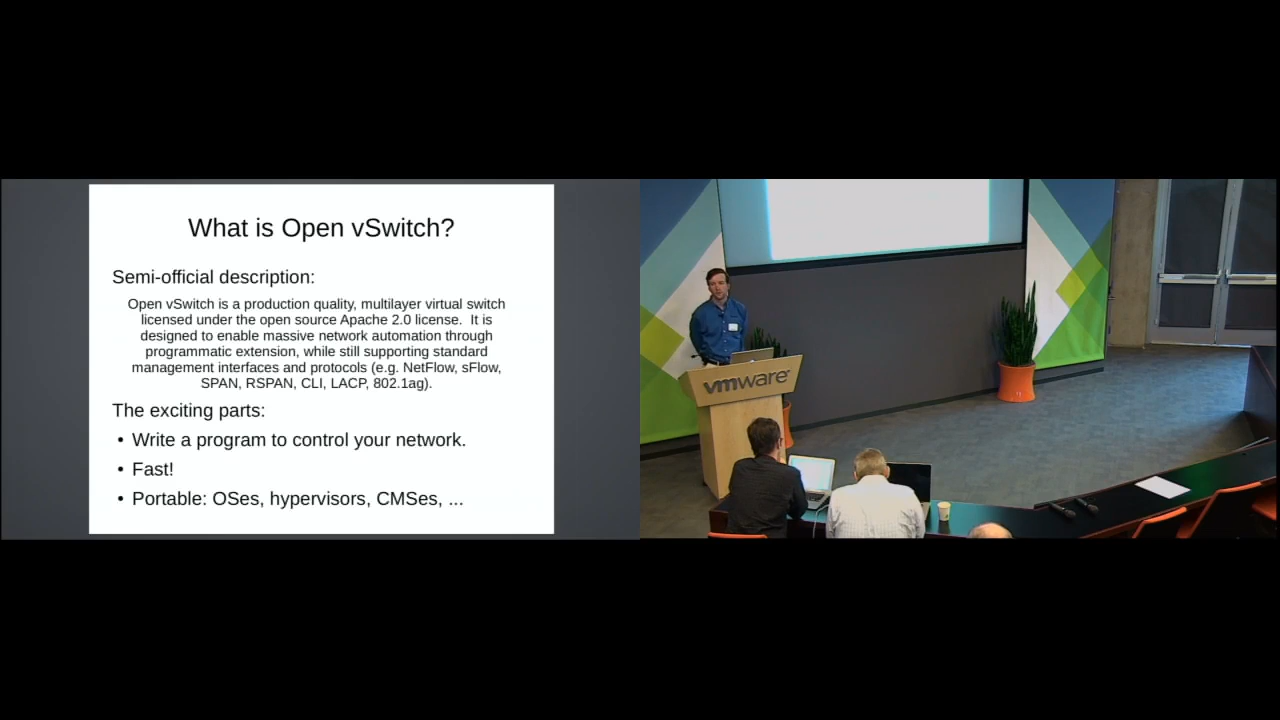 What is Open vSwitch?
Semi-official description:
Open vSwitch is a production quality, multilayer virtual switch
licensed under the open source Apache 2.0 license.  It is
designed to enable massive network automation through
programmatic extension, while still supporting standard
management interfaces and protocols (e.g. NetFlow, sFlow,
SPAN, RSPAN, CLI, LACP, 802.1ag).
The exciting parts:
• Write a program to control your network.
• Fast!
• Portable: OSes, hypervisors, CMSes, ...
vmware